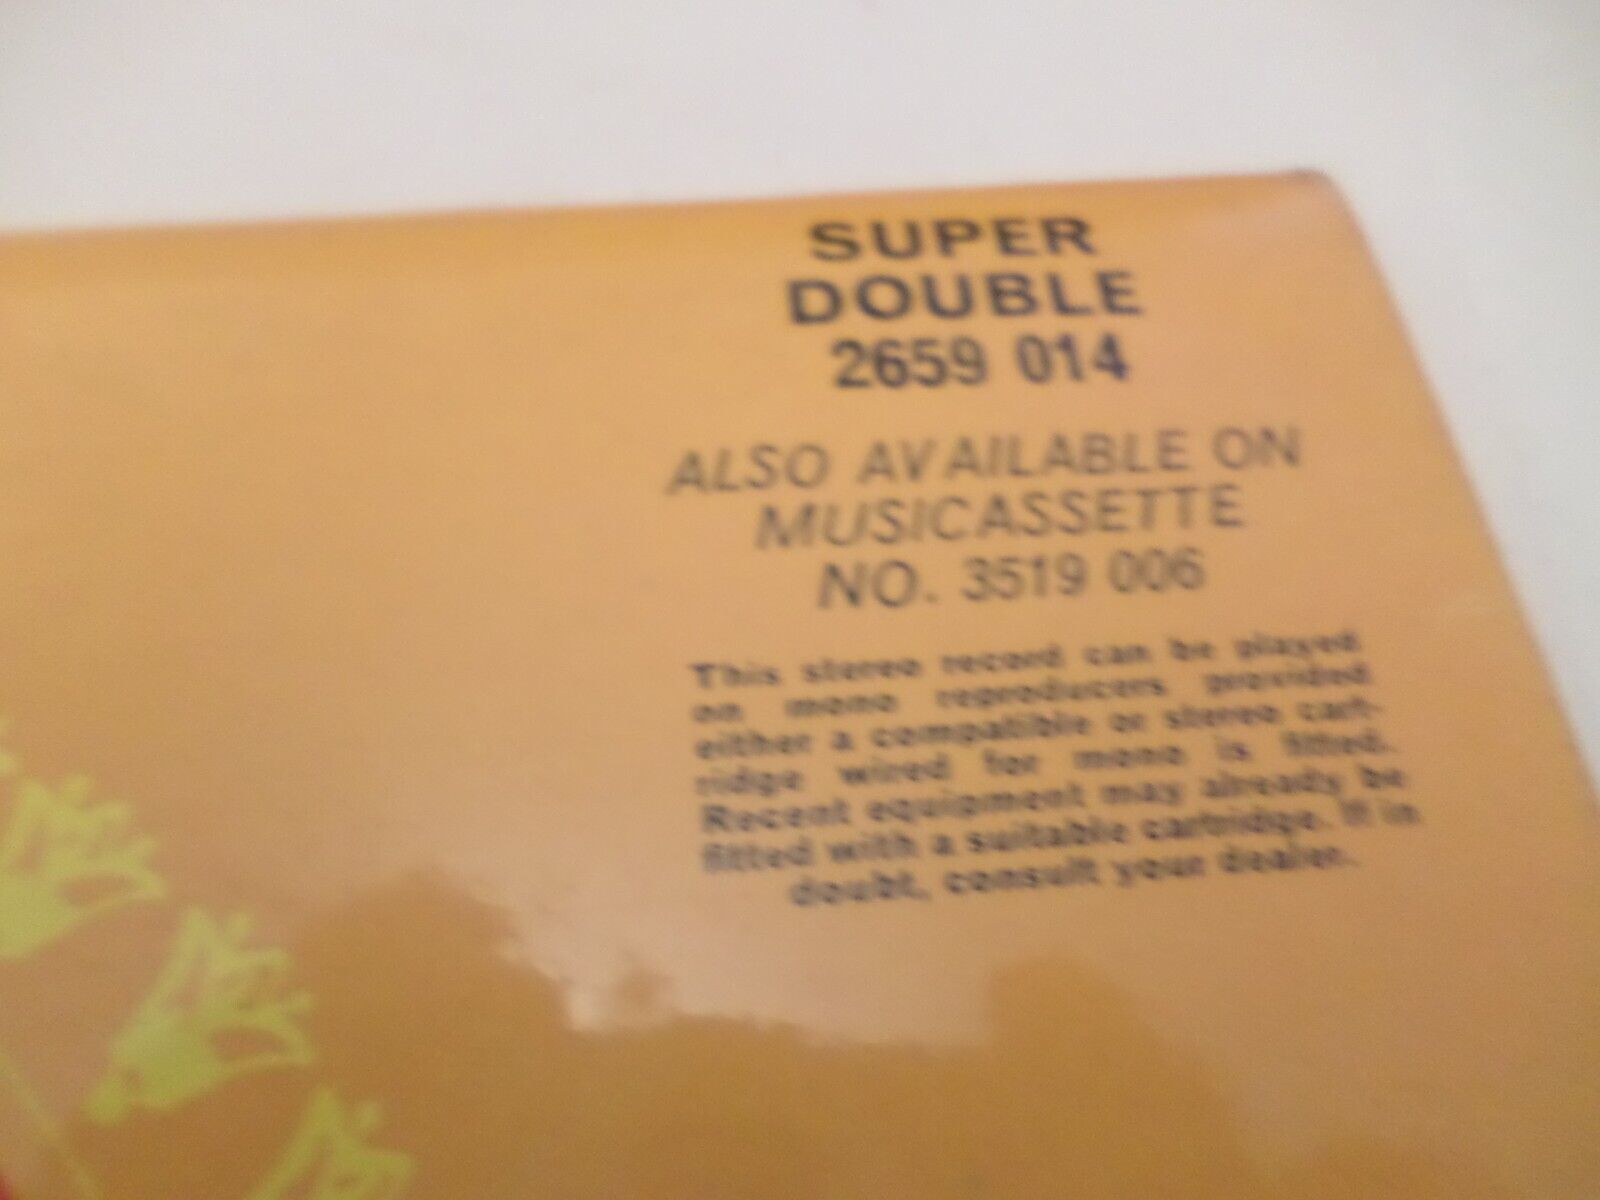 SUPER
DOUBLE
2659 014
ALSO AVAILABLE ON
MUSICASSETTE
NO. 3519 006
This stereo record can be played
on mono reproducers provided
either a compatible or stereo cart-
ridge wired for mono is fitted.
Recent equipment may already be
fitted with a suitable cartridge. If in
doubt, consult your dealer.